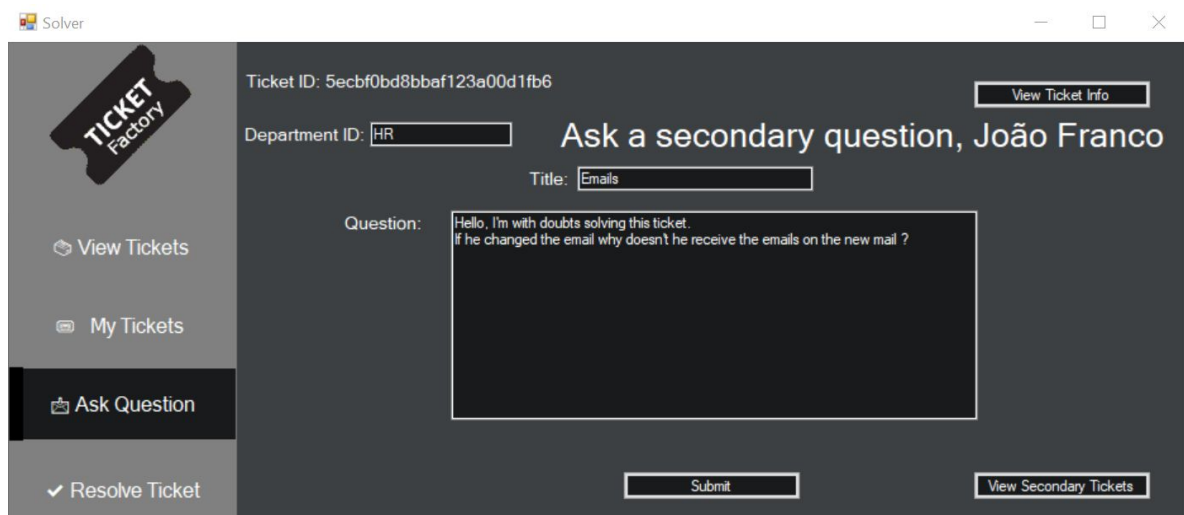 Solver
TICKET
Factory
Ticket ID: 5ecbf0bd8bbaf123a00d1fb6
View Ticket Info
Department ID: HR
Ask a secondary question, João Franco
Title: Emails
Question:
Hello, I'm with doubts solving this ticket.
If he changed the email why doesn't he receive the emails on the new mail ?
View Tickets
My Tickets
Ask Question
Resolve Ticket
Submit
View Secondary Tickets